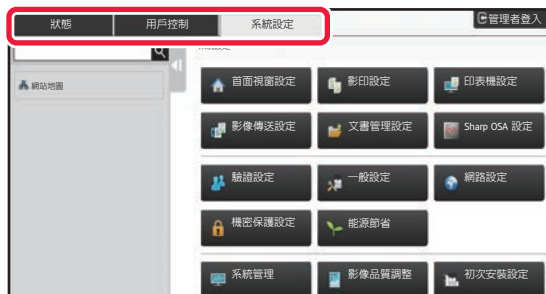 狀態 用戶控制 系統設定 管理者登入
網站地圖
首面視窗設定 影印設定 印表機設定
影像傳送設定 文書管理設定 Sharp OSA 設定
驗證設定 一般設定 網路設定
機密保護設定 能源節省
系統管理 影像品質調整 初次安裝設定